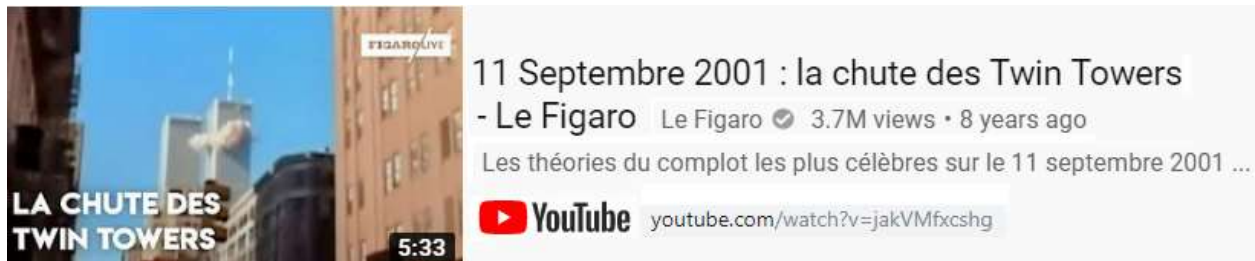 FIGAROLIVE
LA CHUTE DES
TWIN TOWERS
5:33
11 Septembre 2001 : la chute des Twin Towers
- Le Figaro Le Figaro 3.7M views • 8 years ago
Les théories du complot les plus célèbres sur le 11 septembre 2001 ...
YouTube youtube.com/watch?v=jakVMfxcshg